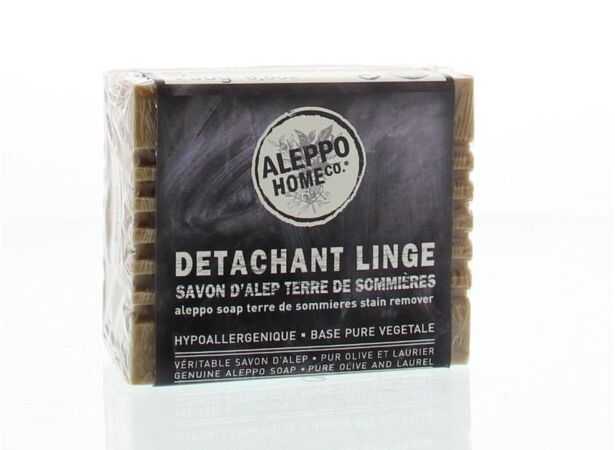 ALEPPO
HOME CO.®
DETACHANT LINGE
SAVON D'ALEP TERRE DE SOMMIÈRES
aleppo soap terre de sommieres stain remover
HYPOALLERGENIQUE ▪ BASE PURE VEGETALE
VÉRITABLE SAVON D'ALEP ▪ PUR OLIVE ET LAURIER
GENUINE ALEPPO SOAP ▪ PURE OLIVE AND LAUREL